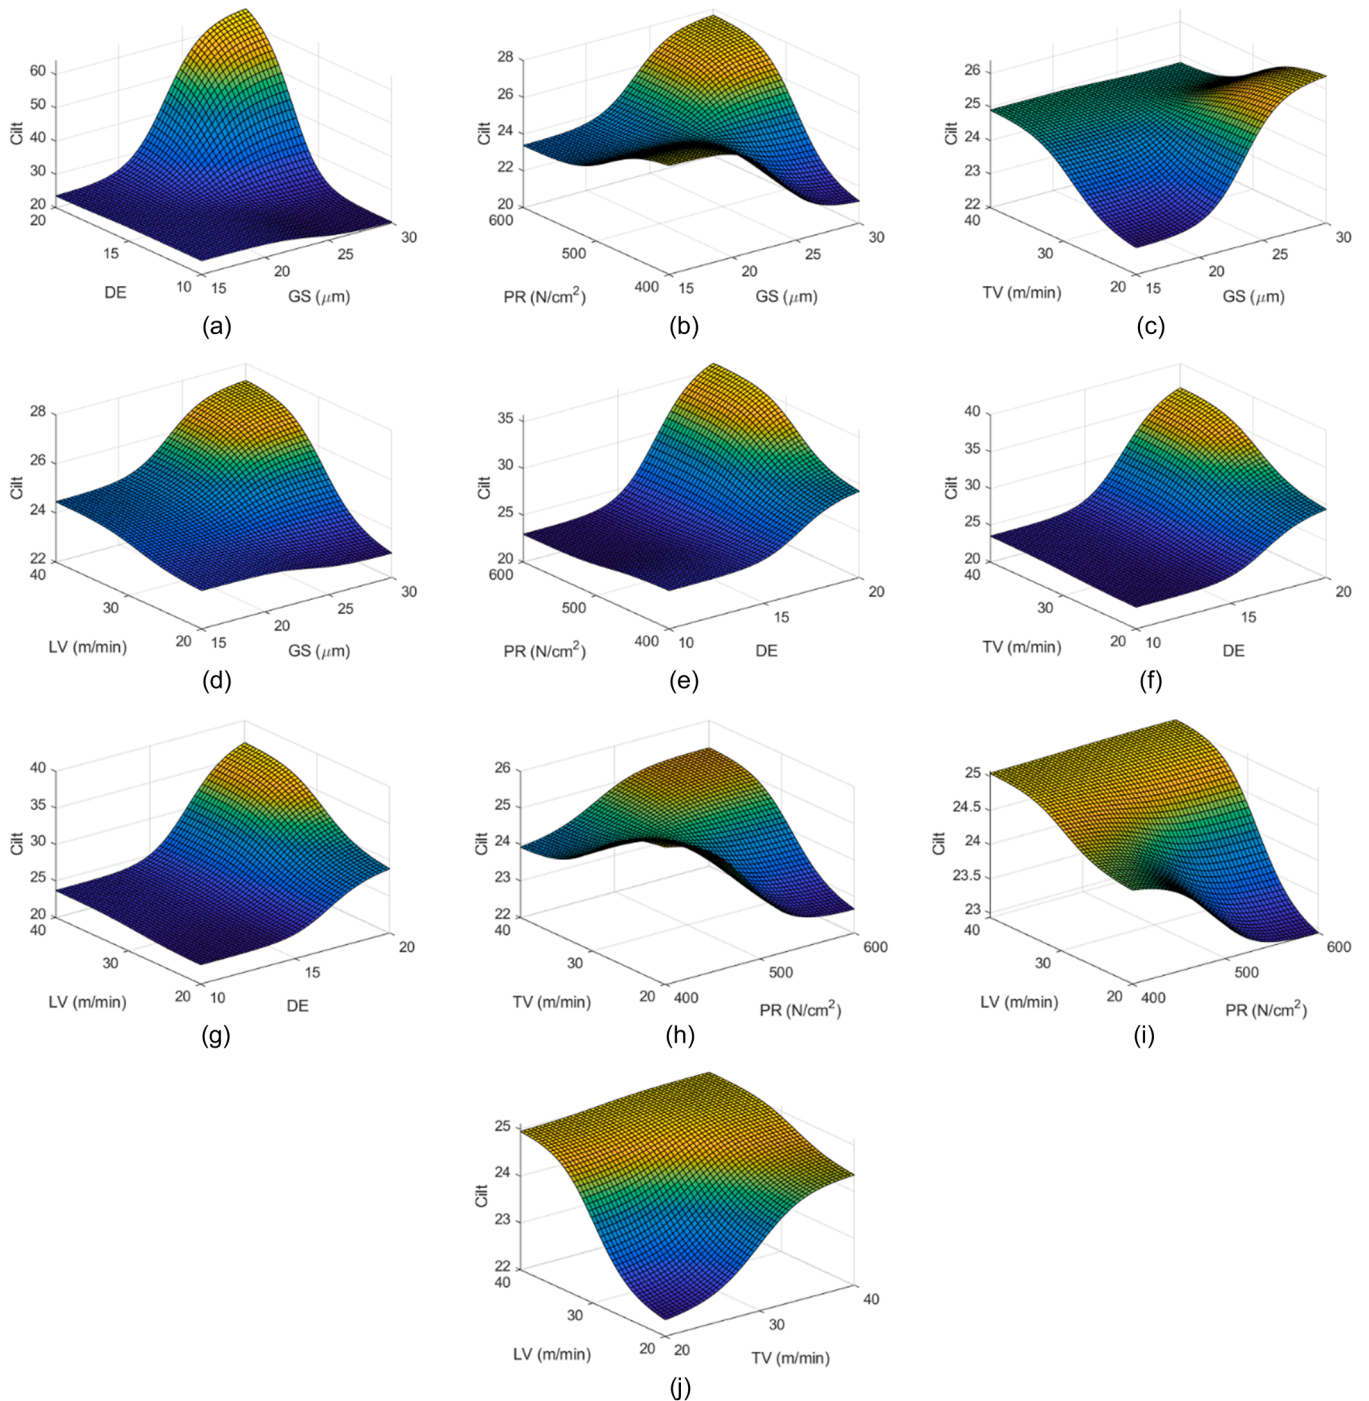 60
50
40
30
20
Cilt
20
15
10
DE
15
20
25
30
GS (μm)
(a)
28
26
24
22
20
Cilt
600
500
400
PR (N/cm²)
15
20
25
30
GS (μm)
(b)
26
25
24
23
22
Cilt
40
30
20
TV (m/min)
15
20
25
30
GS (μm)
(c)
28
26
24
22
Cilt
40
30
20
LV (m/min)
15
20
25
30
GS (μm)
(d)
35
30
25
20
Cilt
600
500
400
PR (N/cm²)
10
15
20
DE
(e)
40
35
30
25
20
Cilt
40
30
20
TV (m/min)
10
15
20
DE
(f)
40
35
30
25
20
Cilt
40
30
20
LV (m/min)
10
15
20
DE
(g)
26
25
24
23
22
Cilt
40
30
20
TV (m/min)
400
500
600
PR (N/cm²)
(h)
25
24.5
24
23.5
23
Cilt
40
30
20
LV (m/min)
400
500
600
PR (N/cm²)
(i)
25
24
23
22
Cilt
40
30
20
LV (m/min)
20
30
40
TV (m/min)
(j)